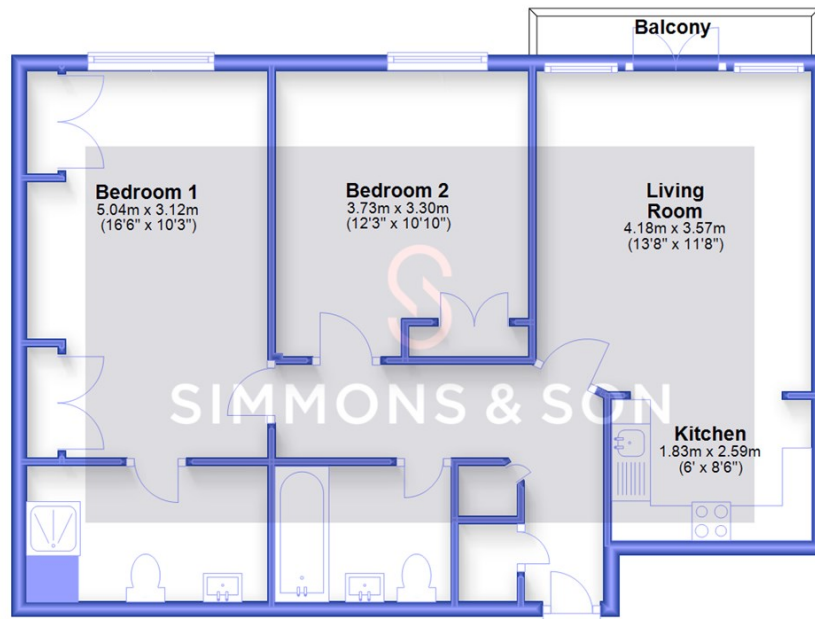 Balcony
Bedroom 1
5.04m x 3.12m
(16'6" x 10'3")
Bedroom 2
3.73m x 3.30m
(12'3" x 10'10")
Living
Room
4.18m x 3.57m
(13'8" x 11'8")
SIMMONS & SON
Kitchen
1.83m x 2.59m
(6' x 8'6")